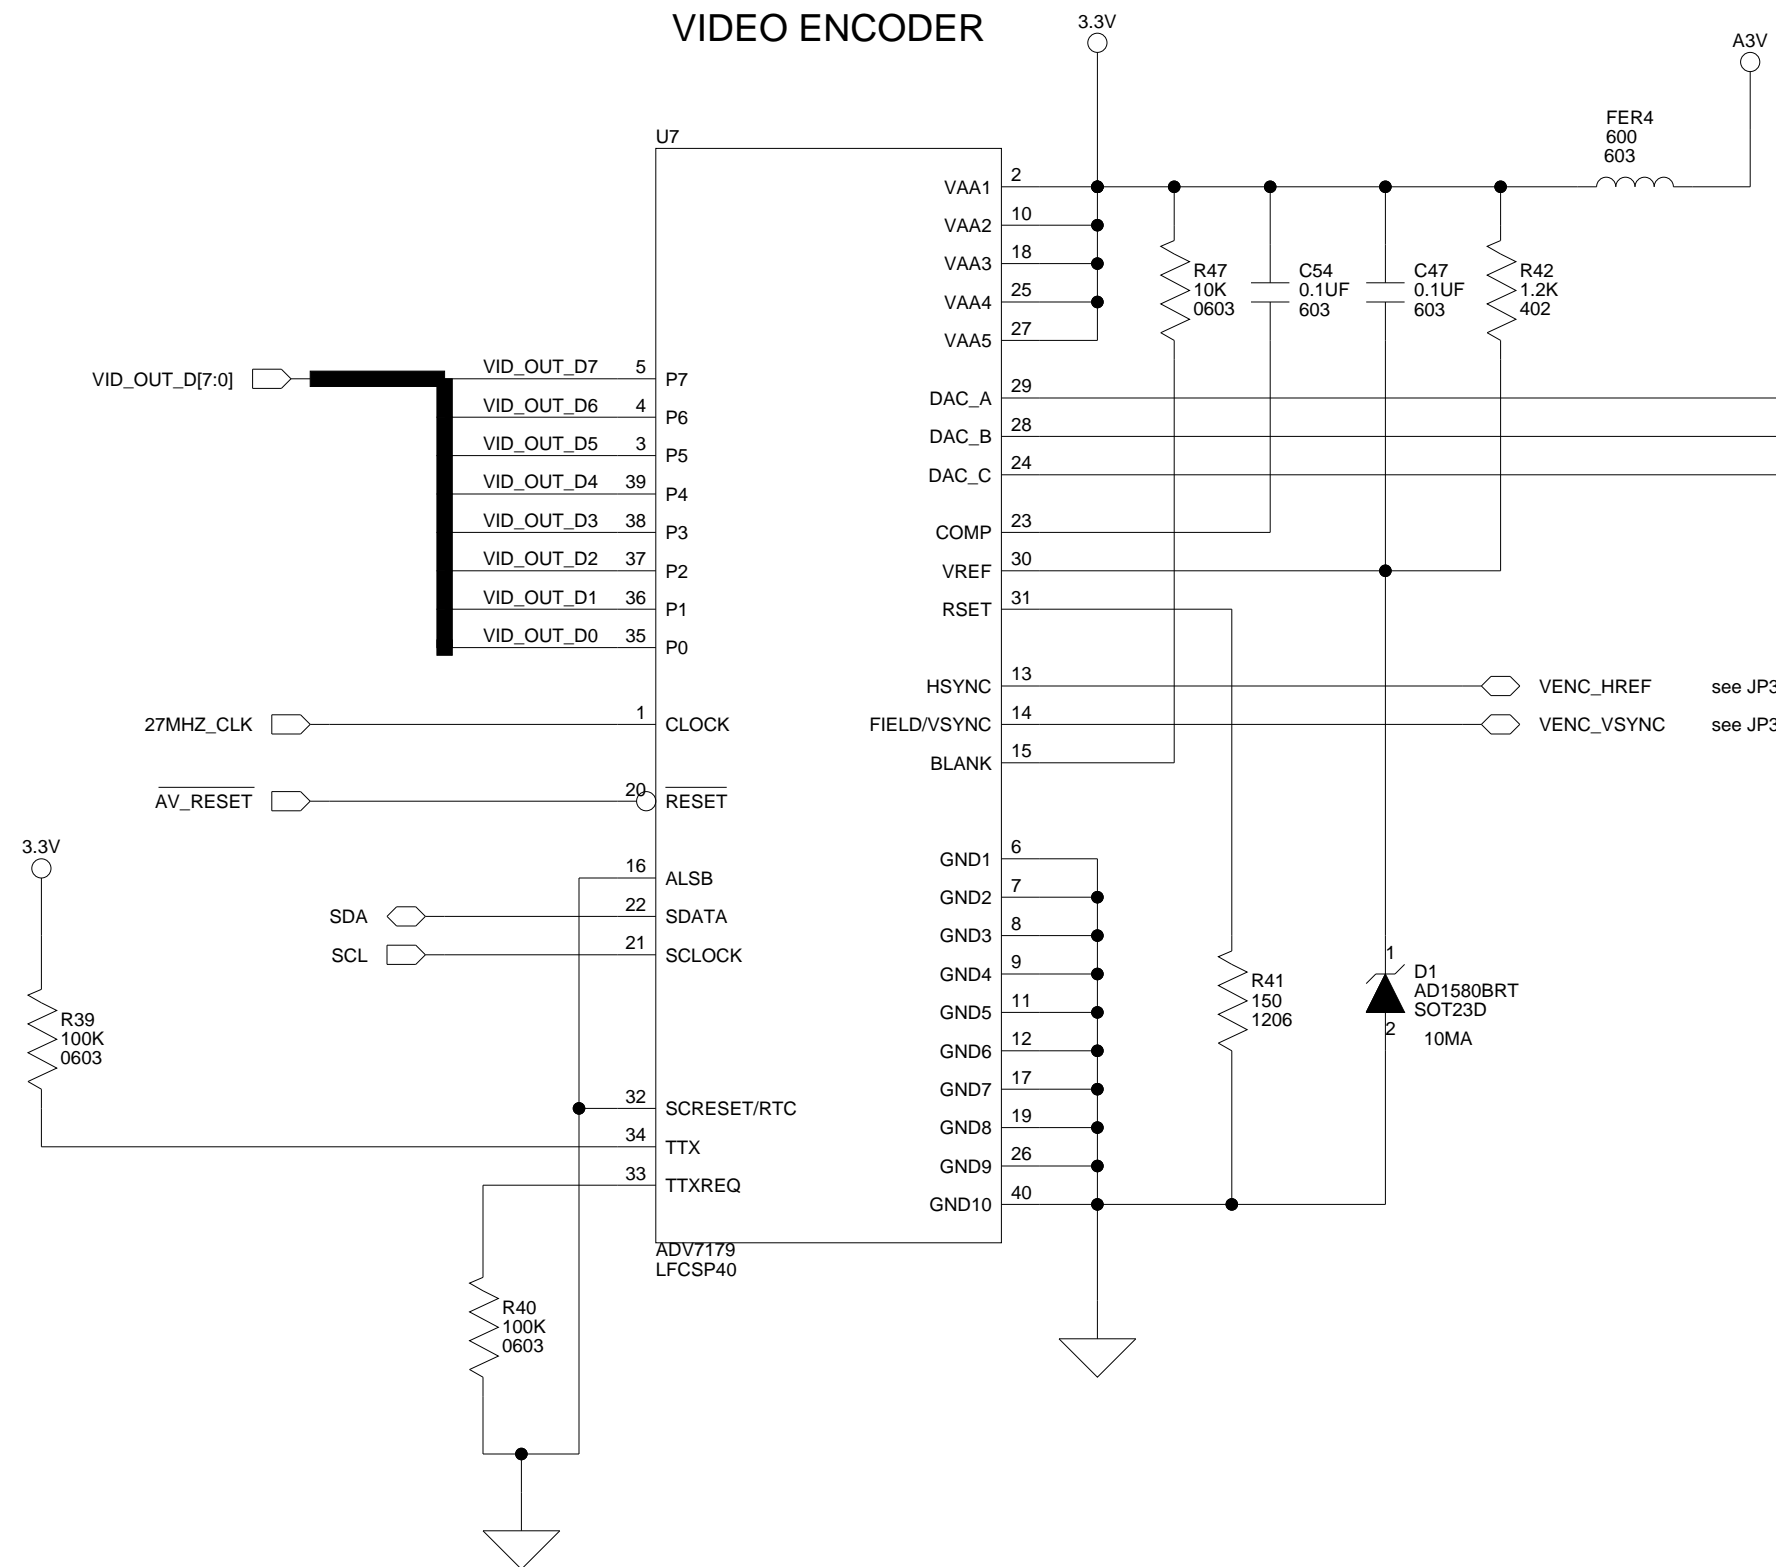 VIDEO ENCODER
3.3V
A3V
FER4
600
603
U7
VAA1 2
VAA2 10
VAA3 18
VAA4 25
VAA5 27
R47
10K
0603
C54
0.1UF
603
C47
0.1UF
603
R42
1.2K
402
VID_OUT_D[7:0]
VID_OUT_D7 5 P7
VID_OUT_D6 4 P6
VID_OUT_D5 3 P5
VID_OUT_D4 39 P4
VID_OUT_D3 38 P3
VID_OUT_D2 37 P2
VID_OUT_D1 36 P1
VID_OUT_D0 35 P0
DAC_A 29
DAC_B 28
DAC_C 24
COMP 23
VREF 30
RSET 31
HSYNC 13 VENC_HREF see JP3
FIELD/VSYNC 14 VENC_VSYNC see JP3
BLANK 15
27MHZ_CLK 1 CLOCK
AV_RESET 20 RESET
3.3V
16 ALSB
SDA 22 SDATA
SCL 21 SCLOCK
R39
100K
0603
32 SCRESET/RTC
34 TTX
33 TTXREQ
GND1 6
GND2 7
GND3 8
GND4 9
GND5 11
GND6 12
GND7 17
GND8 19
GND9 26
GND10 40
R41
150
1206
1
D1
AD1580BRT
SOT23D
2
10MA
ADV7179
LFCSP40
R40
100K
0603